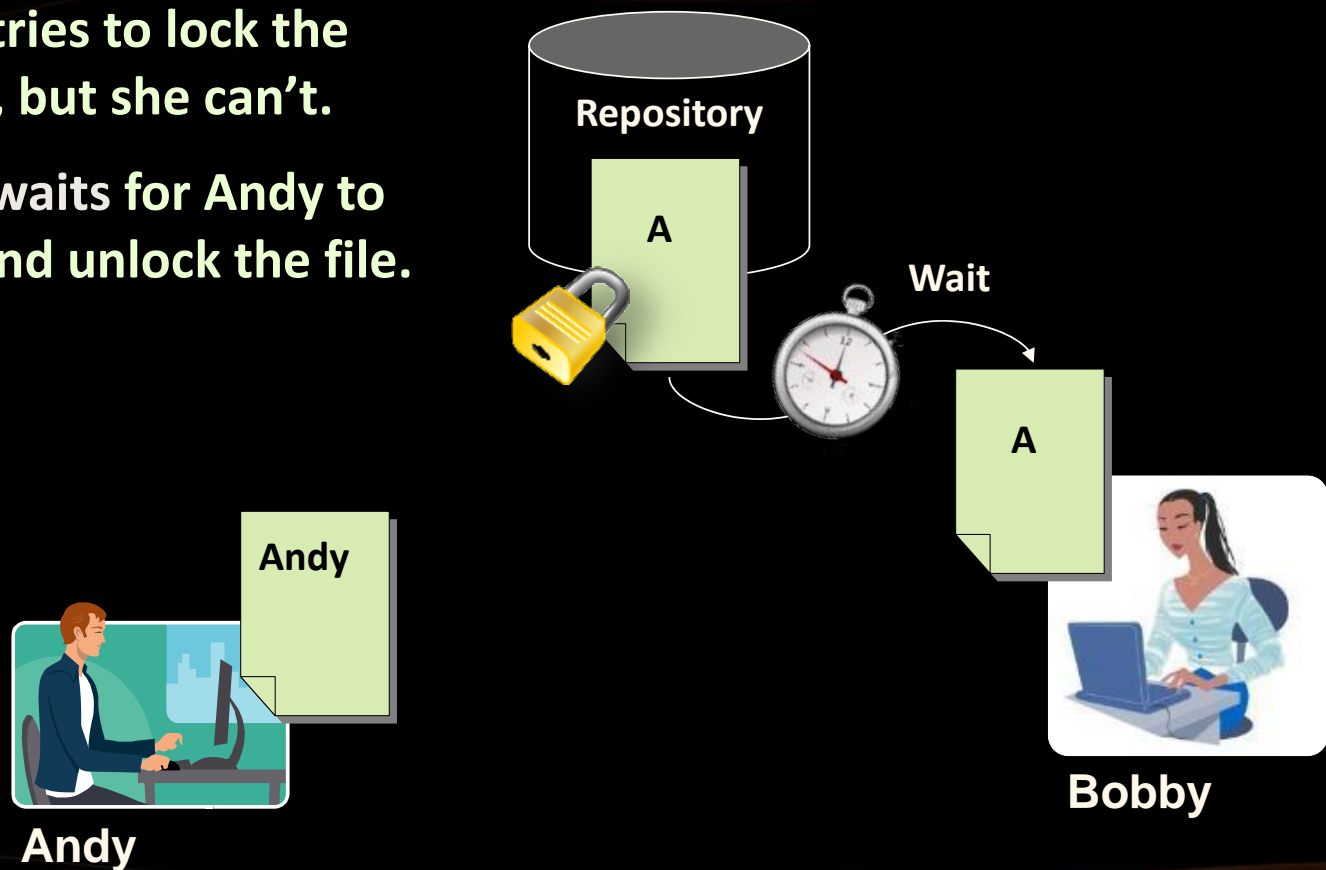 tries to lock the
, but she can’t.
waits for Andy to
nd unlock the file.
Repository
A
12
Wait
A
Andy
Andy
Bobby